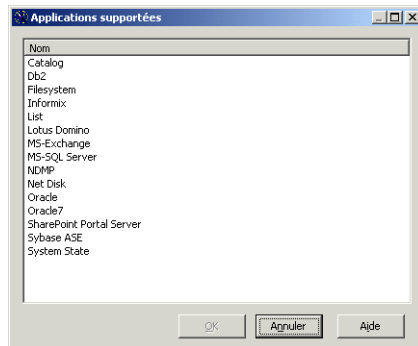 Applications supportées
Nom
Catalog
Db2
Filesystem
Informix
List
Lotus Domino
MS-Exchange
MS-SQL Server
NDMP
Net Disk
Oracle
Oracle7
SharePoint Portal Server
Sybase ASE
System State
OK Annuler Aide